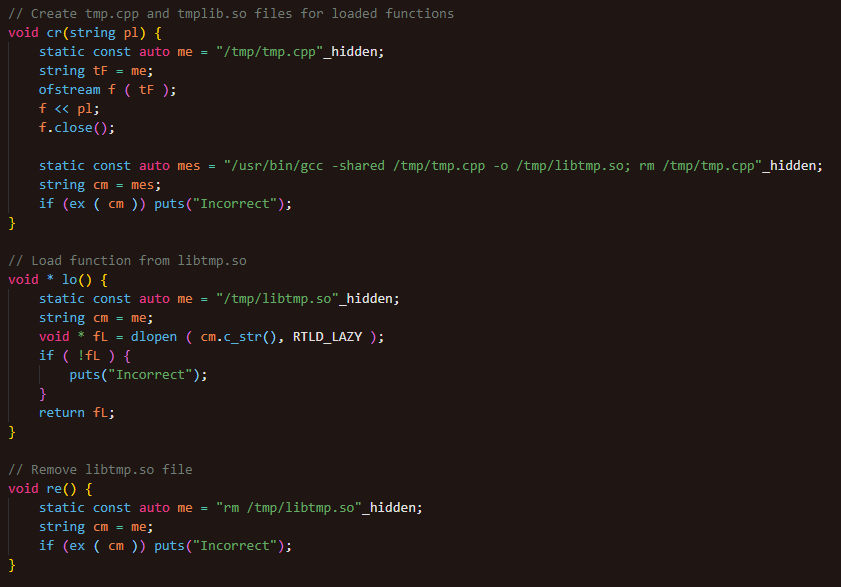 // Create tmp.cpp and tmplib.so files for loaded functions
void cr(string pl) {
    static const auto me = "/tmp/tmp.cpp"_hidden;
    string tF = me;
    ofstream f ( tF );
    f << pl;
    f.close();

    static const auto mes = "/usr/bin/gcc -shared /tmp/tmp.cpp -o /tmp/libtmp.so; rm /tmp/tmp.cpp"_hidden;
    string cm = mes;
    if (ex ( cm )) puts("Incorrect");
}

// Load function from libtmp.so
void * lo() {
    static const auto me = "/tmp/libtmp.so"_hidden;
    string cm = me;
    void * fL = dlopen ( cm.c_str(), RTLD_LAZY );
    if ( !fL ) {
        puts("Incorrect");
    }
    return fL;
}

// Remove libtmp.so file
void re() {
    static const auto me = "rm /tmp/libtmp.so"_hidden;
    string cm = me;
    if (ex ( cm )) puts("Incorrect");
}